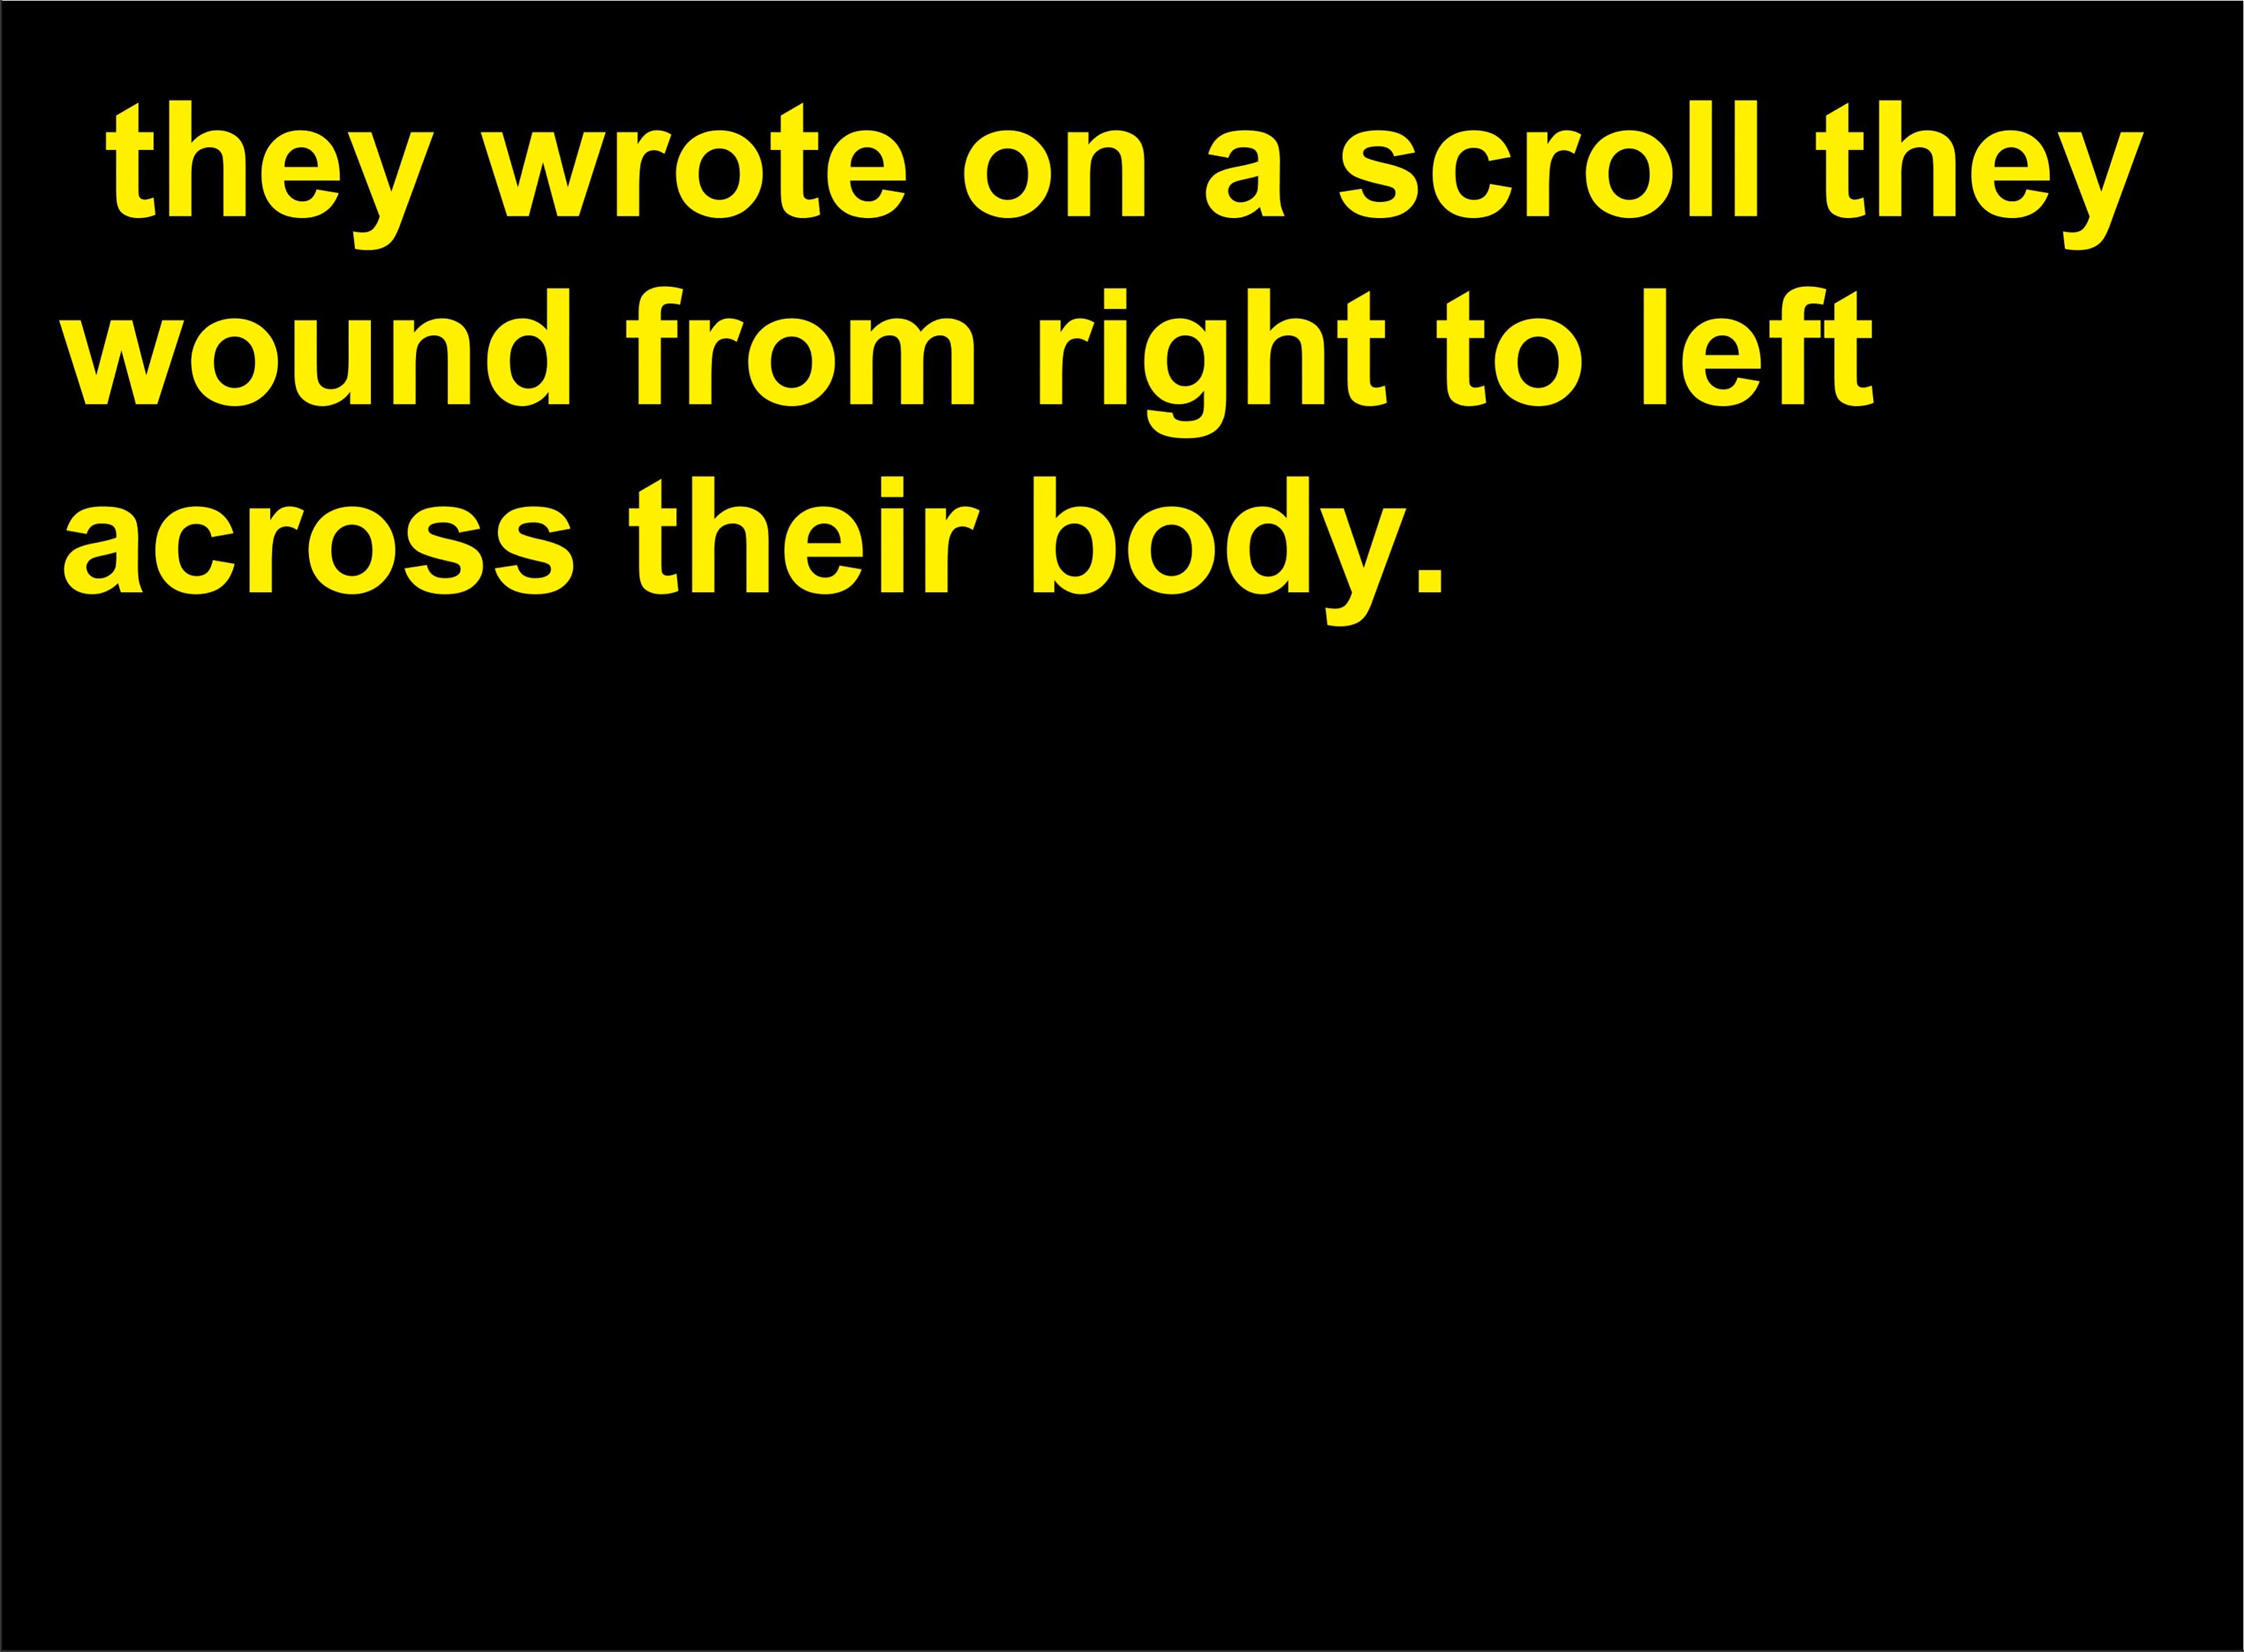 they wrote on a scroll they
wound from right to left
across their body.